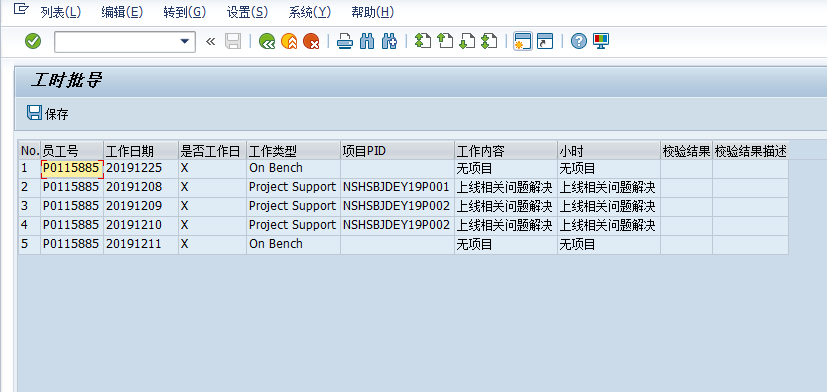 列表(L) 编辑(E) 转到(G) 设置(S) 系统(Y) 帮助(H)
工时批导
保存
No. 员工号 工作日期 是否工作日 工作类型 项目PID 工作内容 小时 校验结果 校验结果描述
1 P0115885 20191225 X On Bench 无项目 无项目
2 P0115885 20191208 X Project Support NSHSBJDEY19P001 上线相关问题解决 上线相关问题解决
3 P0115885 20191209 X Project Support NSHSBJDEY19P002 上线相关问题解决 上线相关问题解决
4 P0115885 20191210 X Project Support NSHSBJDEY19P002 上线相关问题解决 上线相关问题解决
5 P0115885 20191211 X On Bench 无项目 无项目